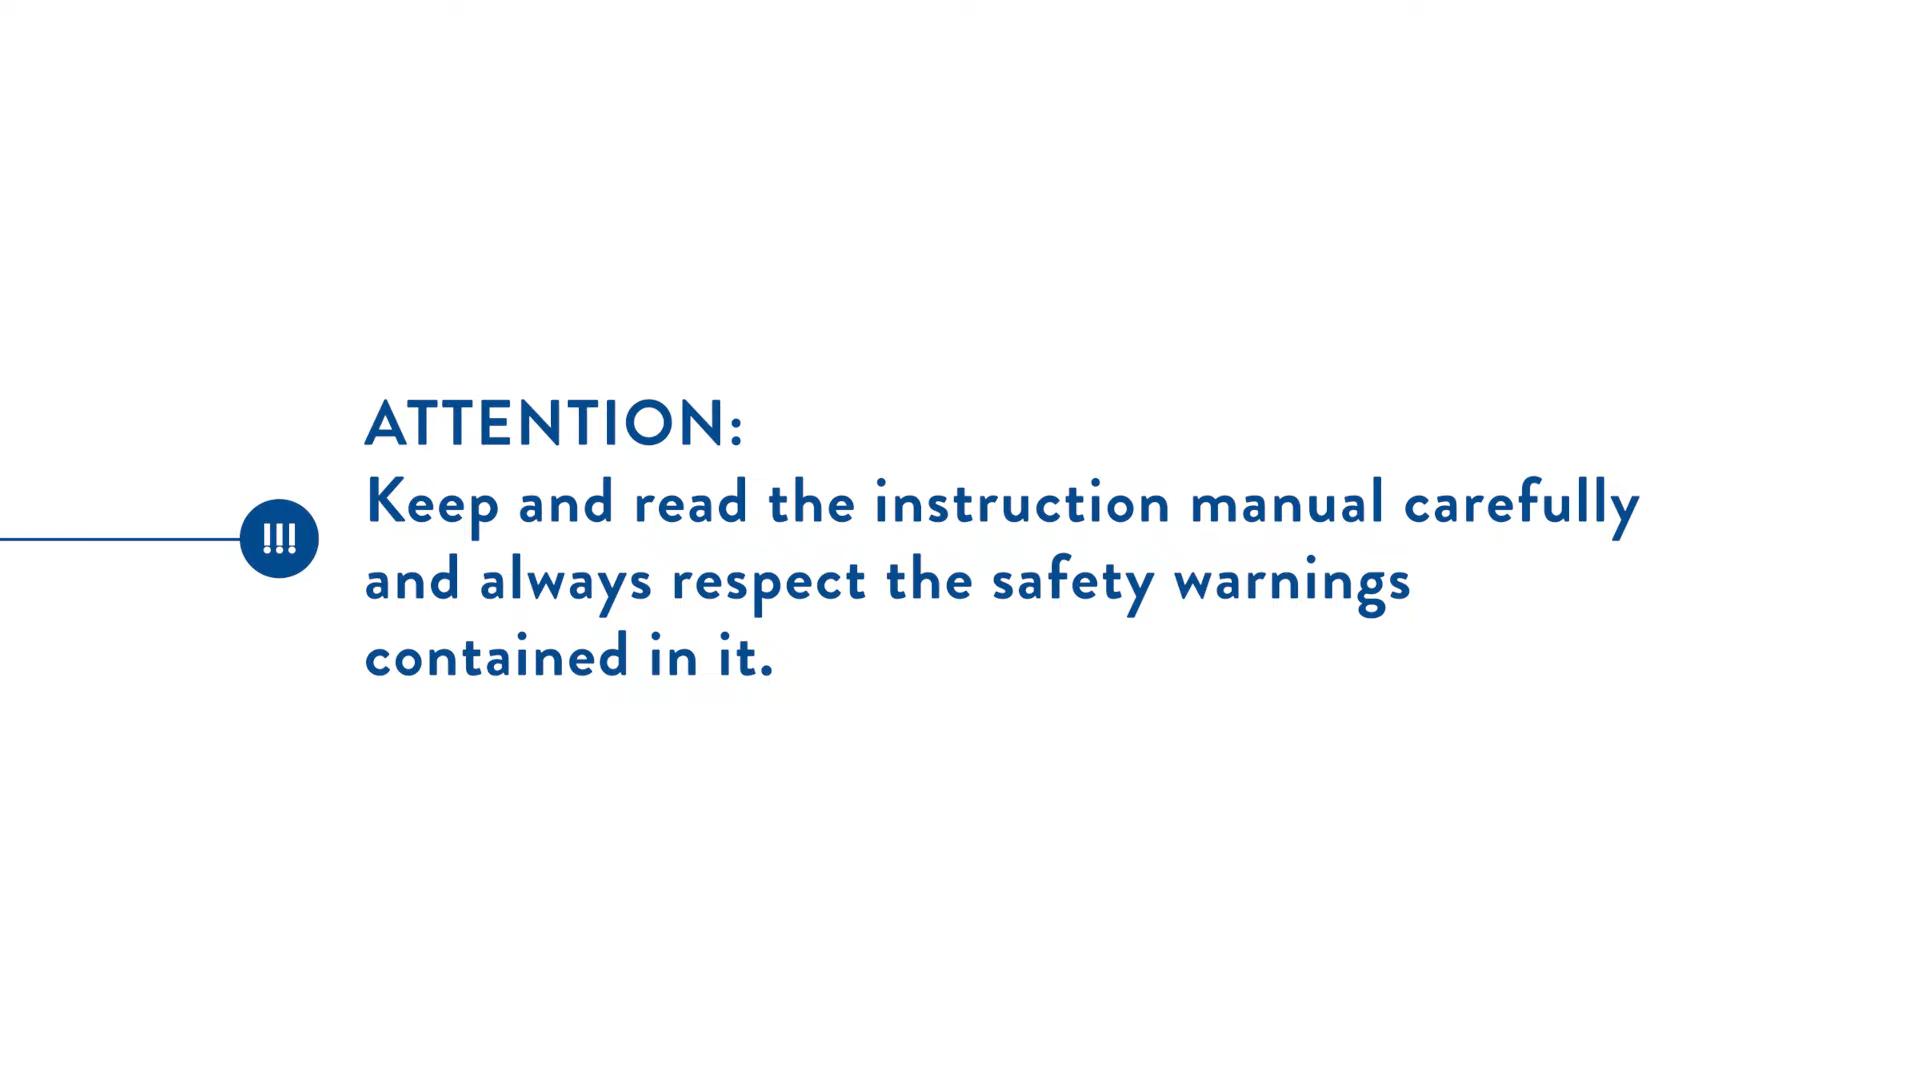 ATTENTION:
Keep and read the instruction manual carefully
!!!
and always respect the safety warnings
contained in it.